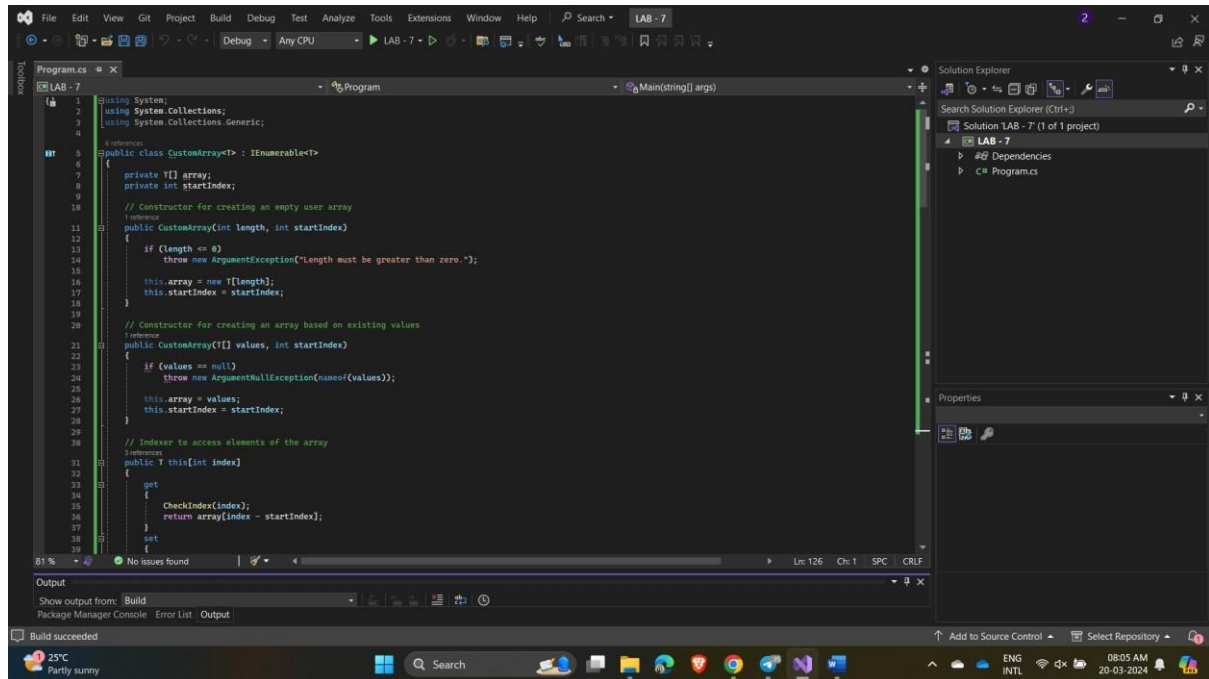 File Edit View Git Project Build Debug Test Analyze Tools Extensions Window Help Search LAB - 7 2
Debug Any CPU LAB - 7
Toolbox
Program.cs
LAB - 7 Program Main(string[] args)
1 using System;
2 using System.Collections;
3 using System.Collections.Generic;
4
6 references
5 public class CustomArray<T> : IEnumerable<T>
6 {
7 private T[] array;
8 private int startIndex;
9
10 // Constructor for creating an empty user array
1 reference
11 public CustomArray(int length, int startIndex)
12 {
13 if (length <= 0)
14 throw new ArgumentException("Length must be greater than zero.");
15
16 this.array = new T[length];
17 this.startIndex = startIndex;
18 }
19
20 // Constructor for creating an array based on existing values
1 reference
21 public CustomArray(T[] values, int startIndex)
22 {
23 if (values == null)
24 throw new ArgumentNullException(nameof(values));
25
26 this.array = values;
27 this.startIndex = startIndex;
28 }
29
30 // Indexer to access elements of the array
3 references
31 public T this[int index]
32 {
33 get
34 {
35 CheckIndex(index);
36 return array[index - startIndex];
37 }
38 set
39 {
81 % No issues found Ln: 126 Ch: 1 SPC CRLF
Output
Show output from: Build
Package Manager Console Error List Output
Solution Explorer
Search Solution Explorer (Ctrl+;)
Solution 'LAB - 7' (1 of 1 project)
LAB - 7
Dependencies
C# Program.cs
Properties
Build succeeded Add to Source Control Select Repository
25°C
Partly sunny
Search
ENG
INTL
08:05 AM
20-03-2024